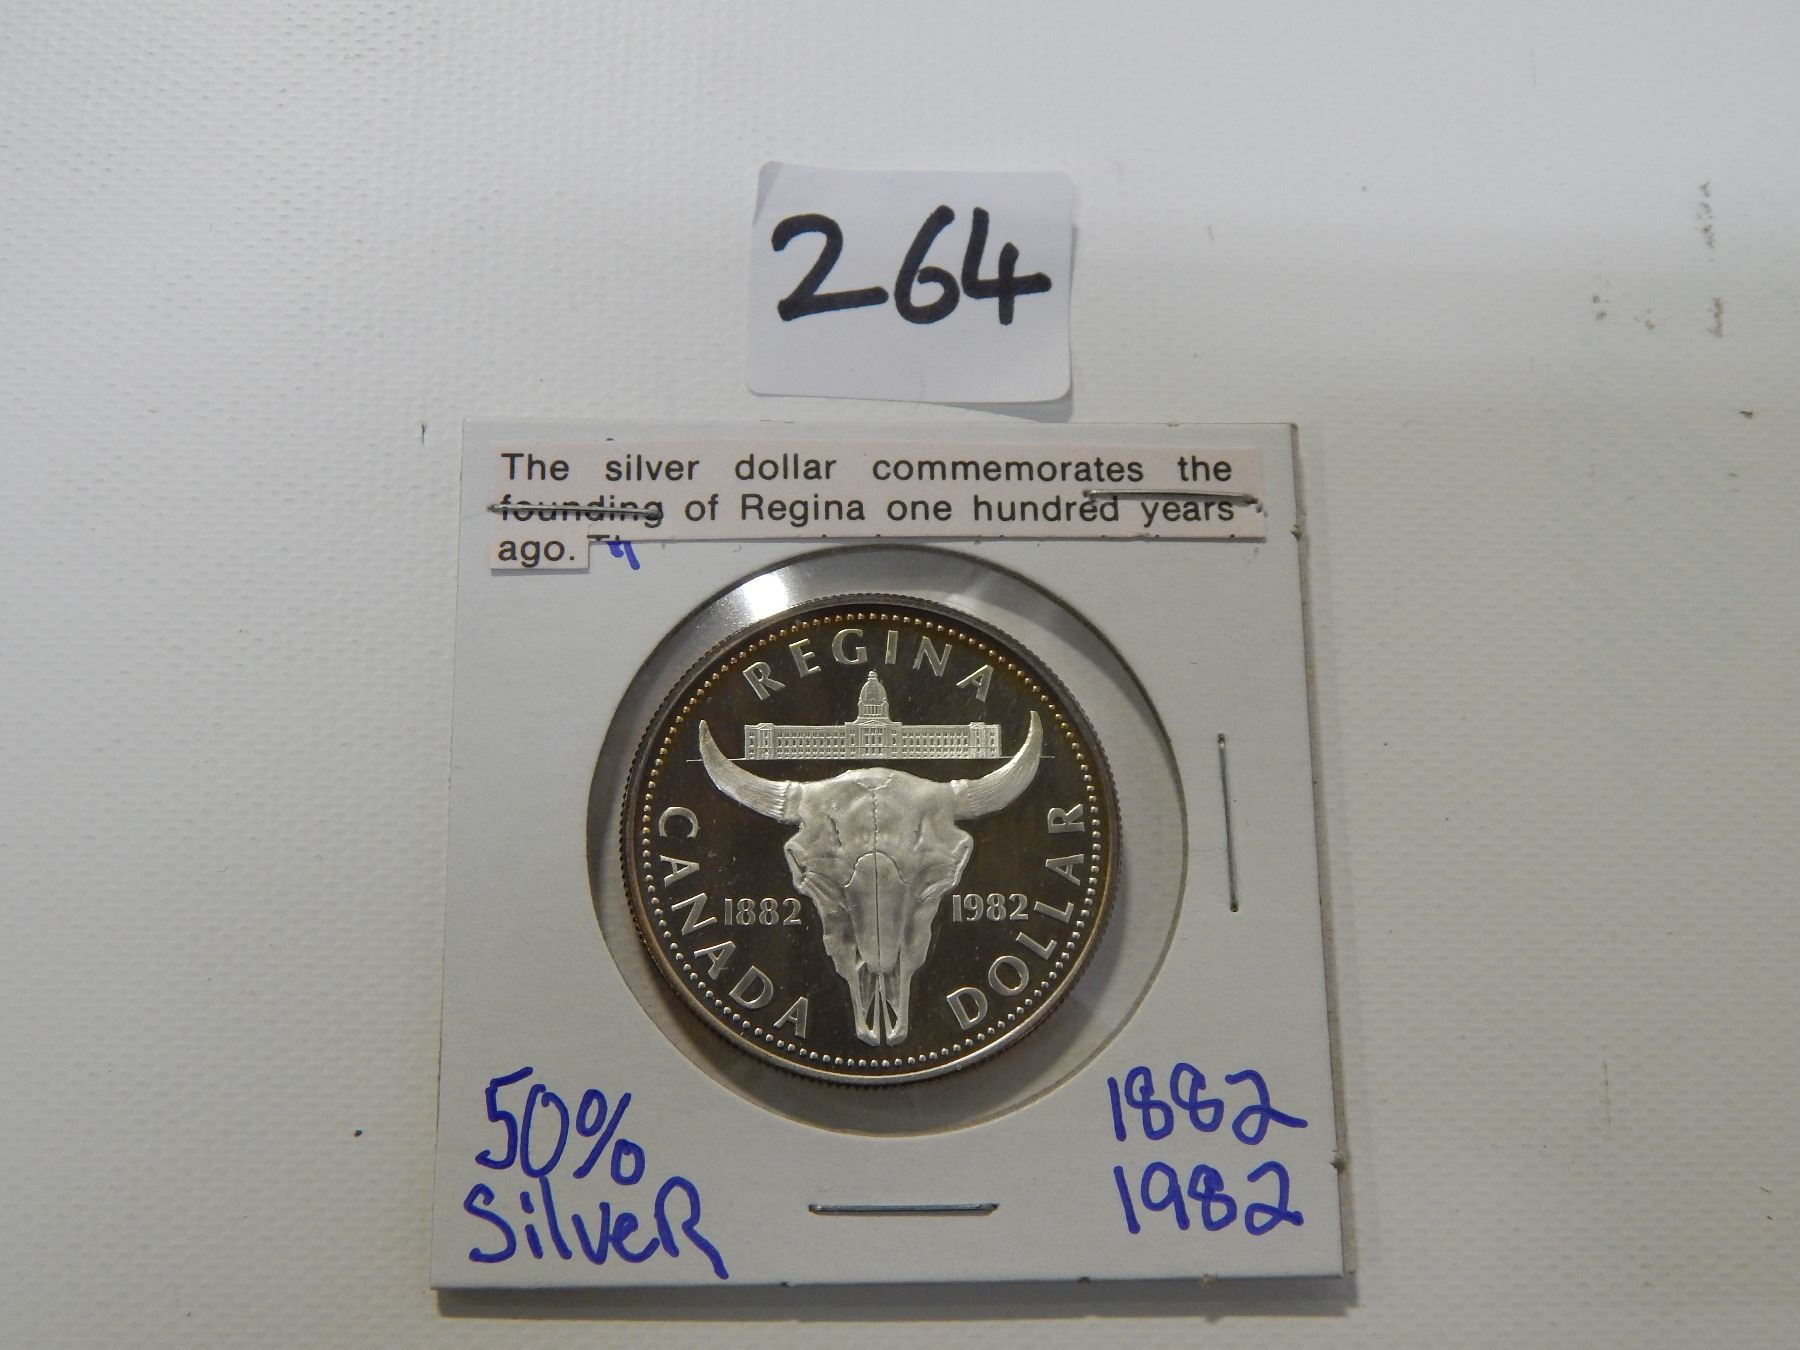 264
The silver dollar commemorates the
founding of Regina one hundred years
ago.
REGINA
CANADA
1882
1982
DOLLAR
50%
SilveR
1882
1982